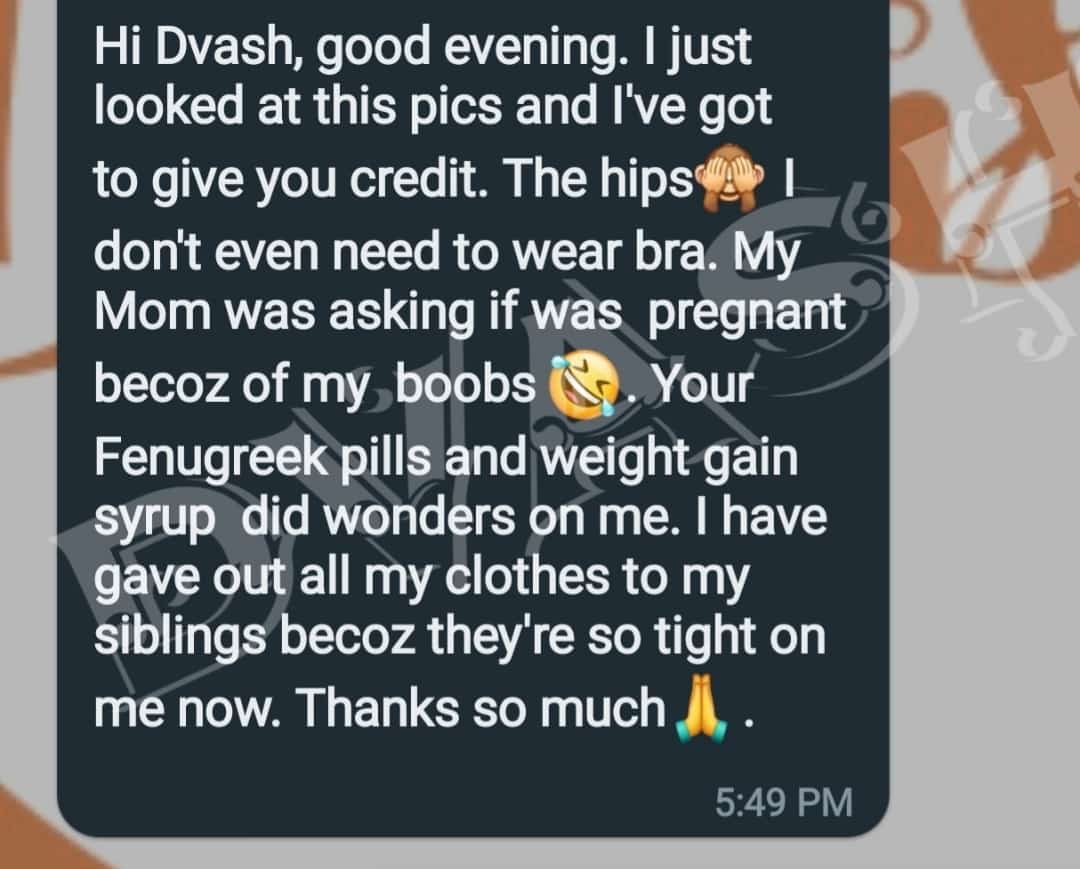 Hi Dvash, good evening. I just
looked at this pics and I've got
to give you credit. The hips🙈 I
don't even need to wear bra. My
Mom was asking if was  pregnant
becoz of my  boobs 🤣. Your
Fenugreek pills and weight gain
syrup  did wonders on me. I have
gave out all my clothes to my
siblings becoz they're so tight on
me now. Thanks so much🙏.
5:49 PM
DVASH